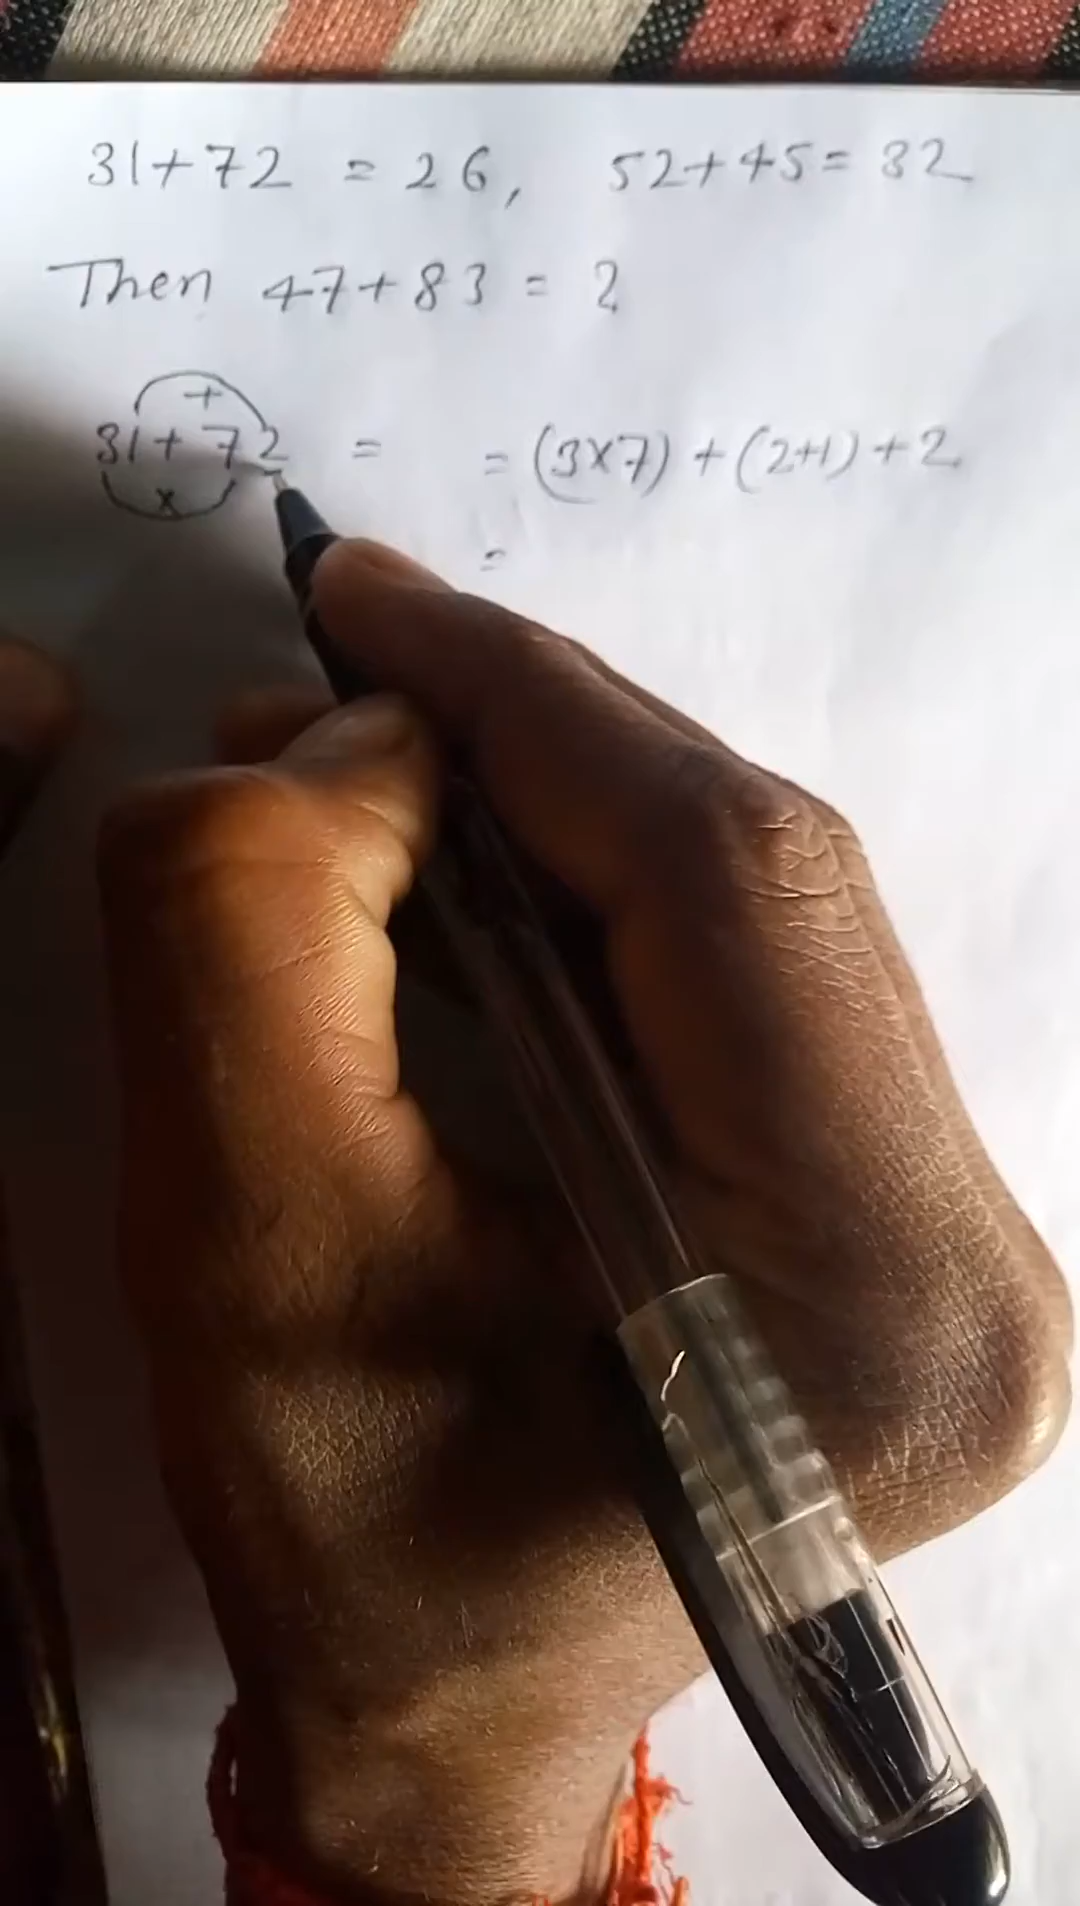 31+72 = 26, 52+45= 32
Then 47+83 = ?
+
31+72 = = (3×7) + (2+1) + 2
×
=